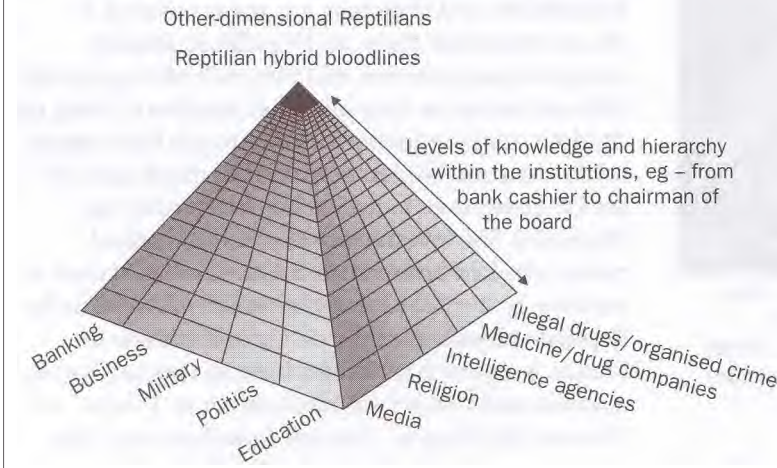 Other-dimensional Reptilians
Reptilian hybrid bloodlines
Levels of knowledge and hierarchy
within the institutions, eg – from
bank cashier to chairman of
the board
Banking
Business
Military
Politics
Education
Media
Religion
Intelligence agencies
Medicine/drug companies
Illegal drugs/organised crime